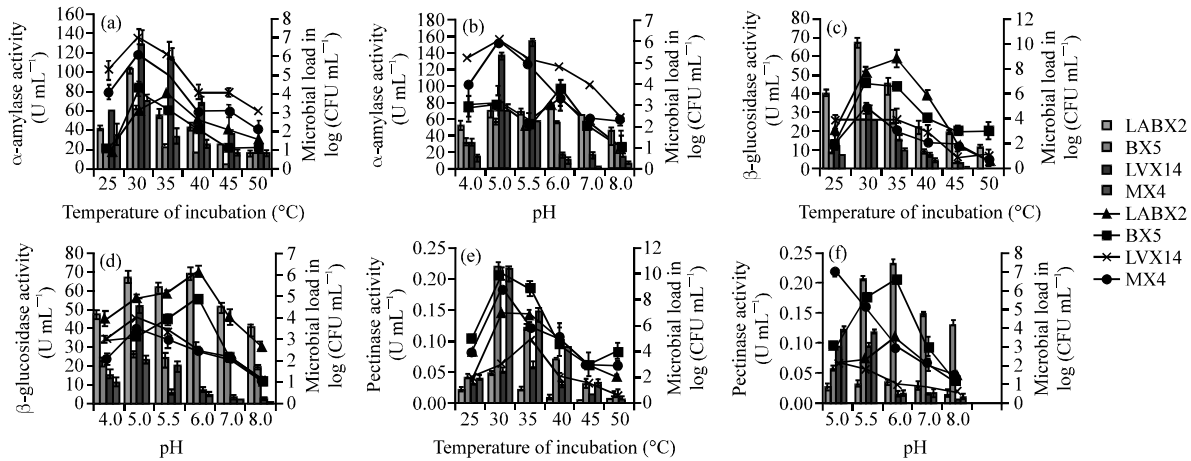 (a)
α-amylase activity
(U mL⁻¹)
160
140
120
100
80
60
40
20
0
8
7
6
5
4
3
2
1
0
Microbial load in
log (CFU mL⁻¹)
25 30 35 40 45 50
Temperature of incubation (°C)
(b)
α-amylase activity
(U mL⁻¹)
180
160
140
120
100
80
60
40
20
0
7
6
5
4
3
2
1
0
Microbial load in
log (CFU mL⁻¹)
4.0 5.0 5.5 6.0 7.0 8.0
pH
(c)
β-glucosidase activity
(U mL⁻¹)
80
70
60
50
40
30
20
10
0
12
10
8
6
4
2
0
Microbial load in
log (CFU mL⁻¹)
25 30 35 40 45 50
Temperature of incubation (°C)
LABX2
BX5
LVX14
MX4
LABX2
BX5
LVX14
MX4
(d)
β-glucosidase activity
(U mL⁻¹)
80
70
60
50
40
30
20
10
0
7
6
5
4
3
2
1
0
Microbial load in
log (CFU mL⁻¹)
4.0 5.0 5.5 6.0 7.0 8.0
pH
(e)
Pectinase activity
(U mL⁻¹)
0.25
0.20
0.15
0.10
0.05
0.00
12
10
8
6
4
2
0
Microbial load in
log (CFU mL⁻¹)
25 30 35 40 45 50
Temperature of incubation (°C)
(f)
Pectinase activity
(U mL⁻¹)
0.25
0.20
0.15
0.10
0.05
0.00
8
7
6
5
4
3
2
1
0
Microbial load in
log (CFU mL⁻¹)
5.0 5.5 6.0 7.0 8.0
pH